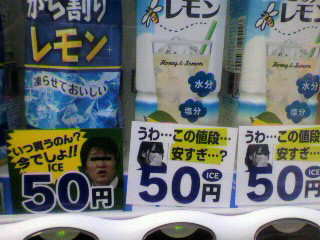 がち割り
レモン
凍らせておいしい
レモン
Honey & Lemon
水分
塩分
レモン
Honey & Lemon
水分
塩分
いつ買うのん?
今でしょ!!
ICE
50円
うわ…この値段…
安すぎ…?
ICE
50円
うわ…この値段…
安すぎ…?
ICE
50円